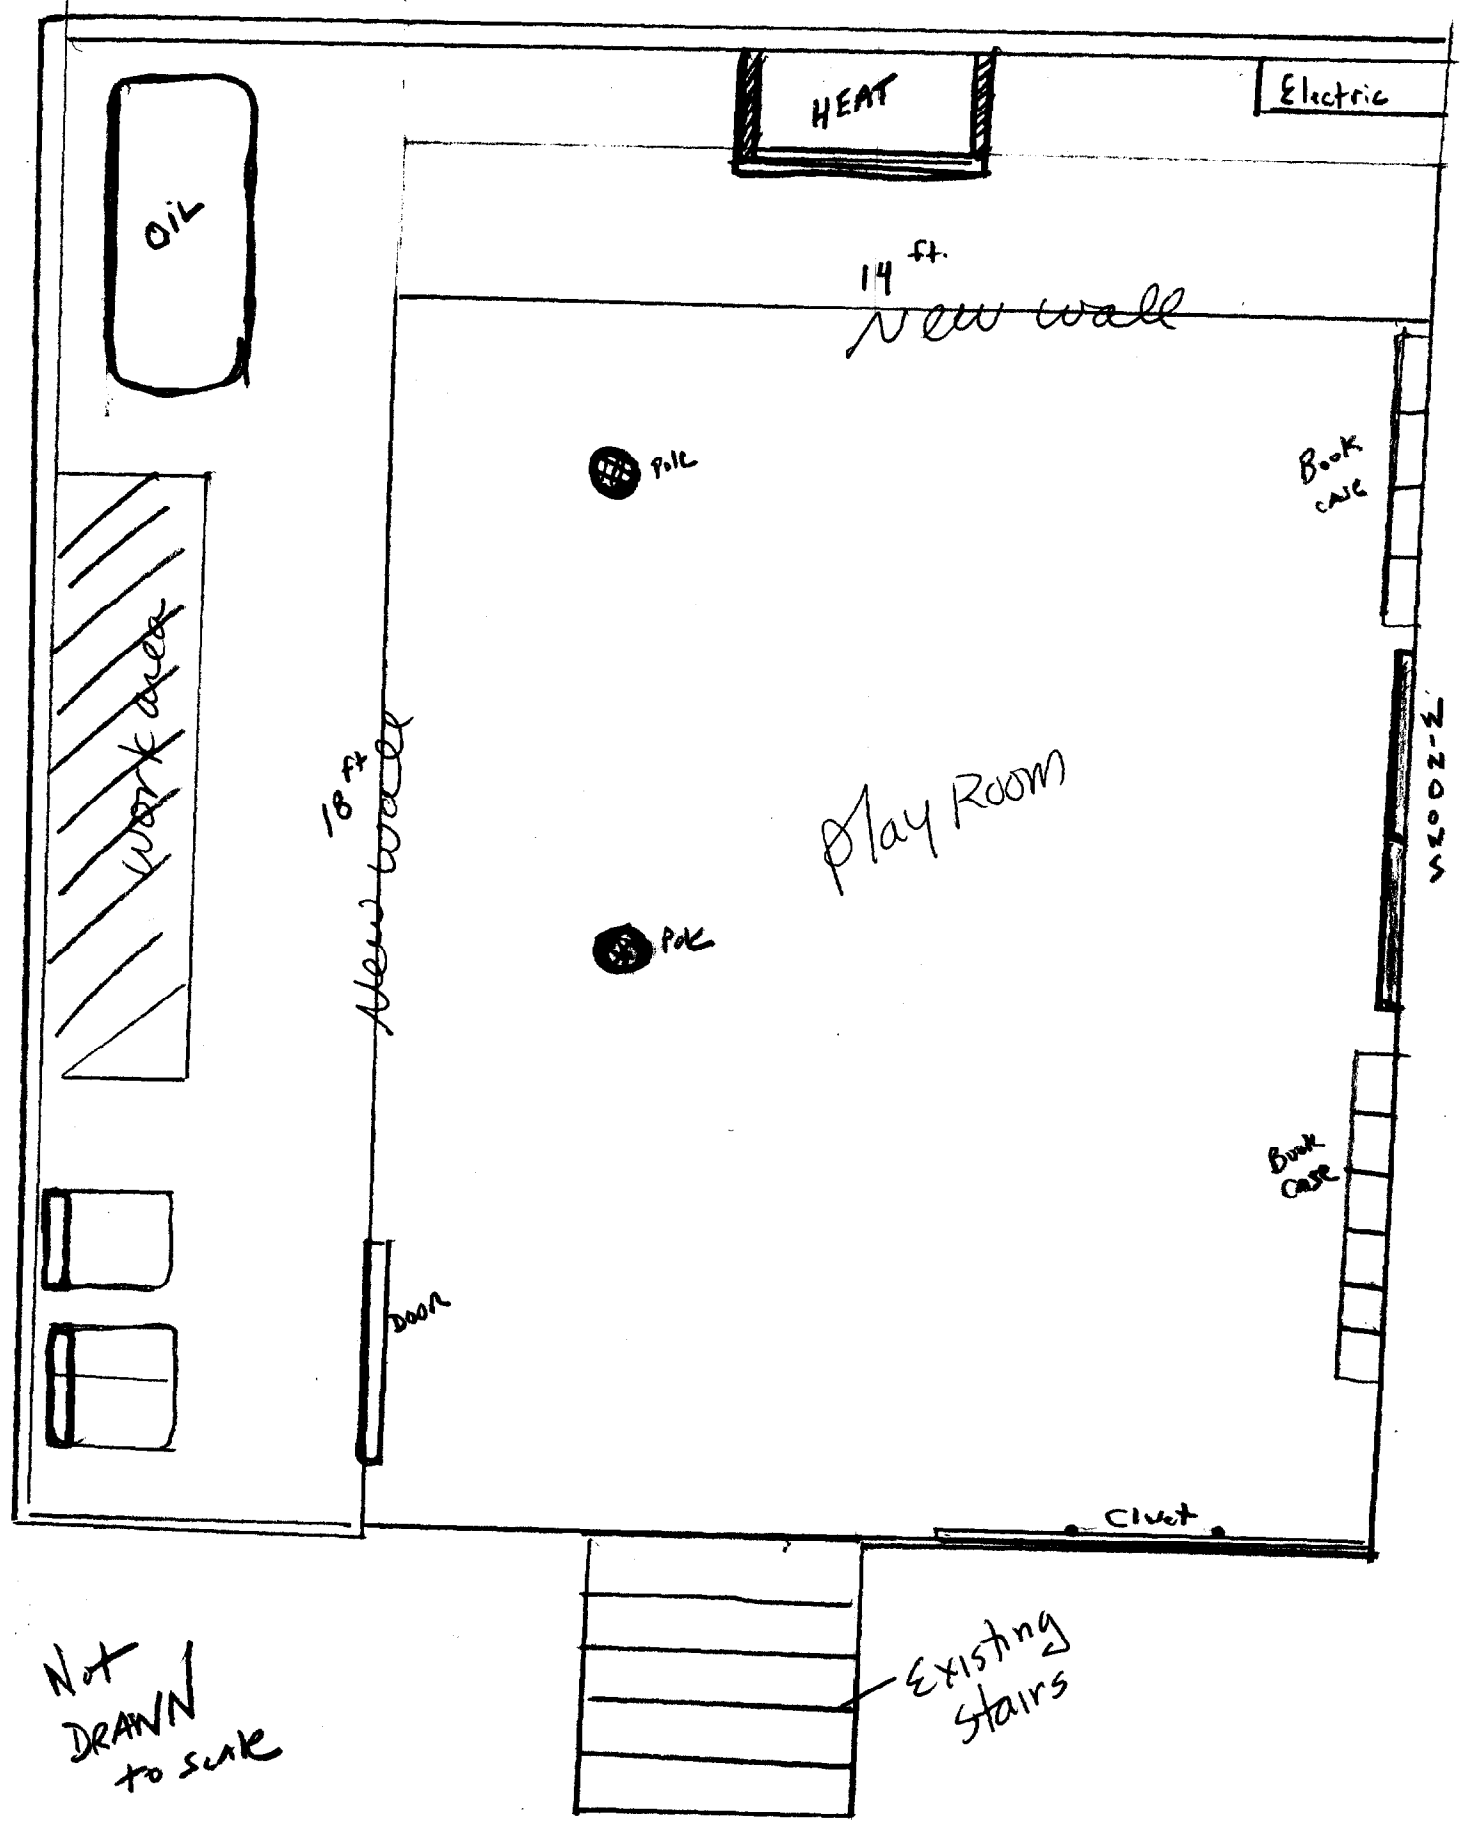 HEAT
Electric
OIL
14 ft.
New wall
Pole
Book
case
work area
18 ft
New wall
WINDOWS
Play Room
Pole
Book
case
DOOR
Closet
Existing
Stairs
Not
DRAWN
to scale